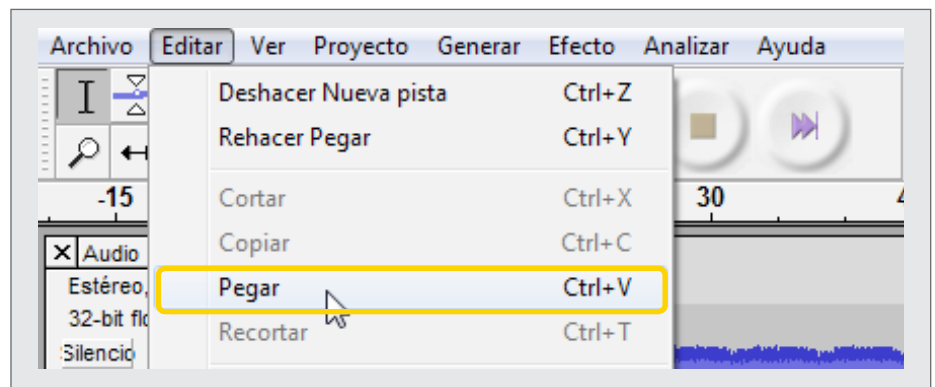 Archivo Editar Ver Proyecto Generar Efecto Analizar Ayuda
Deshacer Nueva pista Ctrl+Z
Rehacer Pegar Ctrl+Y
-15 30
Cortar Ctrl+X
Copiar Ctrl+C
X Audio
Estéreo, Pegar Ctrl+V
32-bit
Recortar Ctrl+T
Silencio